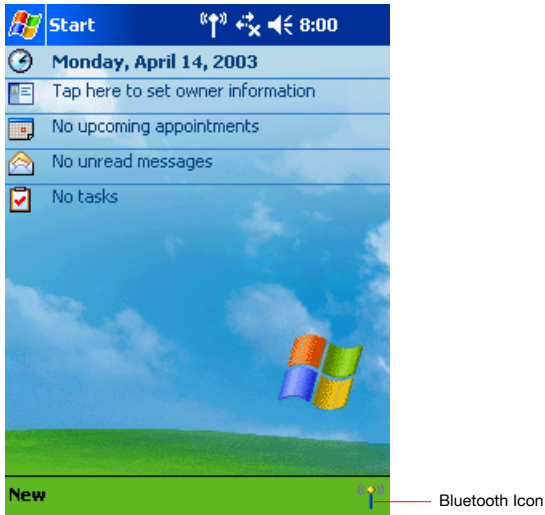 Start 8:00
Monday, April 14, 2003
Tap here to set owner information
No upcoming appointments
No unread messages
No tasks
New
Bluetooth Icon